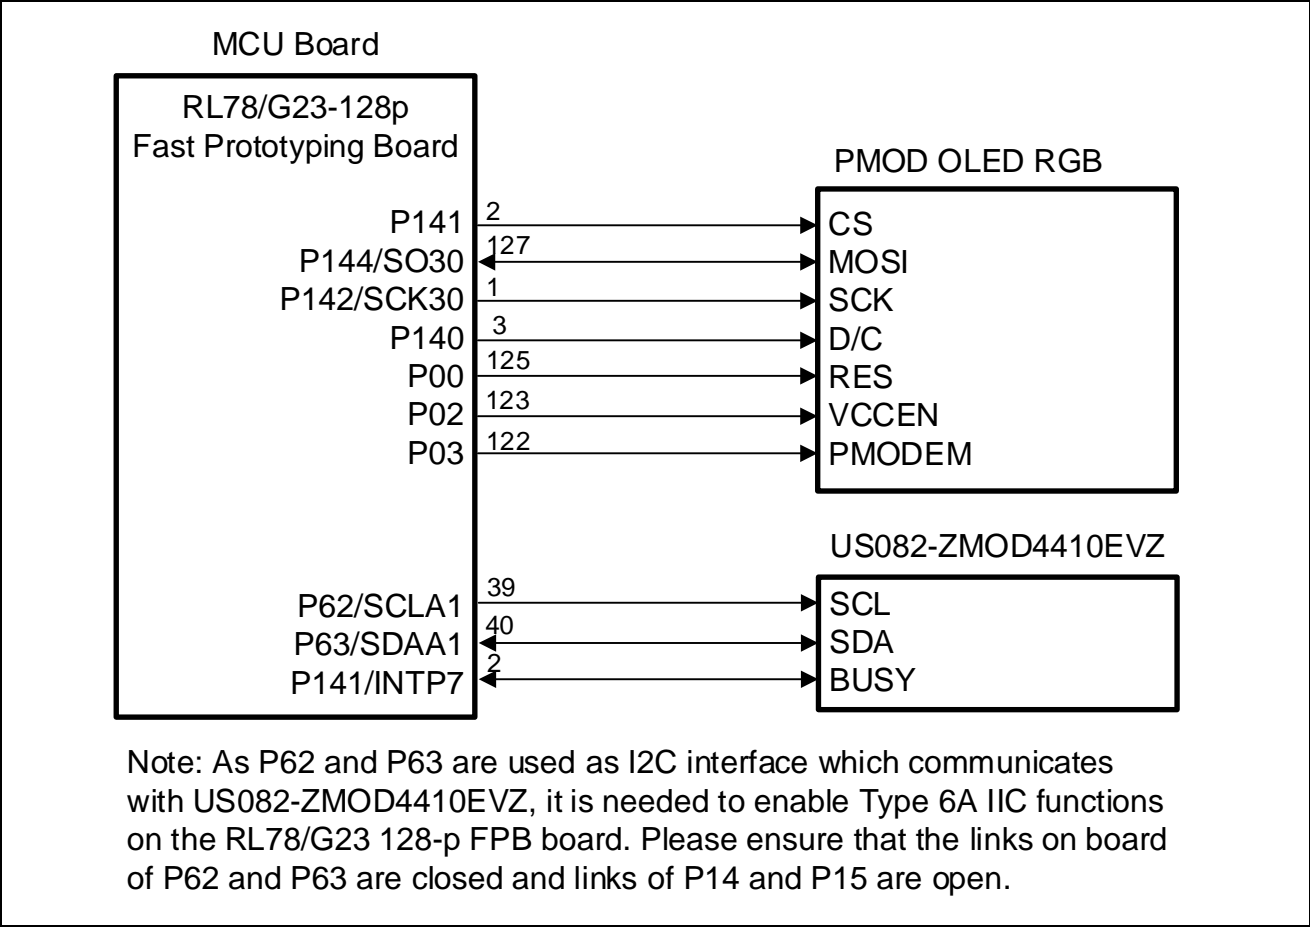 MCU Board
RL78/G23-128p
Fast Prototyping Board
PMOD OLED RGB
P141 2 CS
P144/SO30 127 MOSI
P142/SCK30 1 SCK
P140 3 D/C
P00 125 RES
P02 123 VCCEN
P03 122 PMODEM
US082-ZMOD4410EVZ
P62/SCLA1 39 SCL
P63/SDAA1 40 SDA
P141/INTP7 2 BUSY
Note: As P62 and P63 are used as I2C interface which communicates
with US082-ZMOD4410EVZ, it is needed to enable Type 6A IIC functions
on the RL78/G23 128-p FPB board. Please ensure that the links on board
of P62 and P63 are closed and links of P14 and P15 are open.